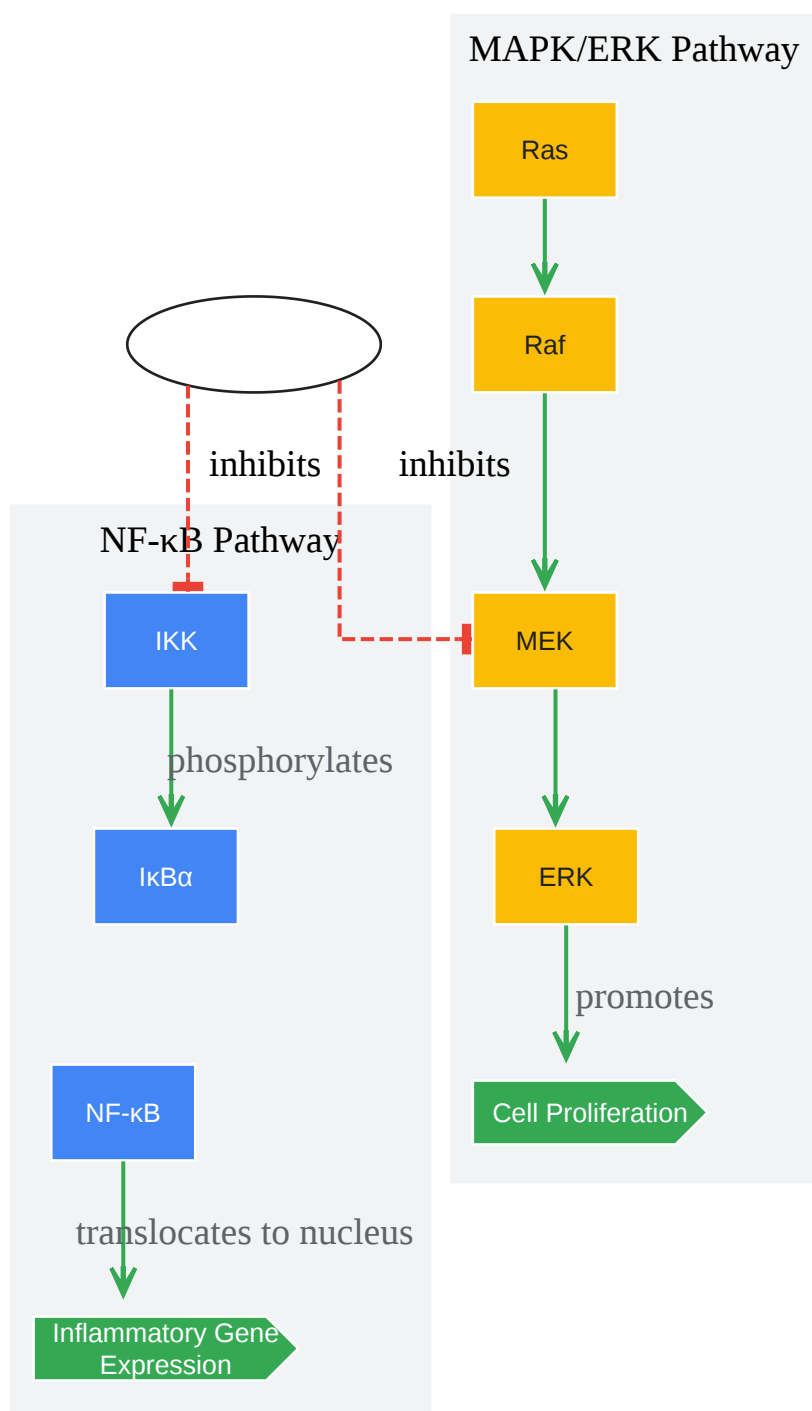 MAPK/ERK Pathway
Ras
Raf
inhibits
inhibits
NF-κB Pathway
IKK
MEK
phosphorylates
IκBα
ERK
promotes
NF-κB
Cell Proliferation
translocates to nucleus
Inflammatory Gene
Expression